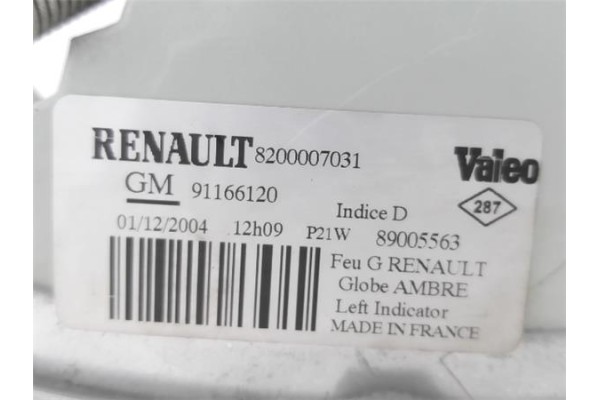 RENAULT 8200007031 Valeo
GM 91166120 287
Indice D
01/12/2004 12h09 P21W 89005563
Feu G RENAULT
Globe AMBRE
Left Indicator
MADE IN FRANCE